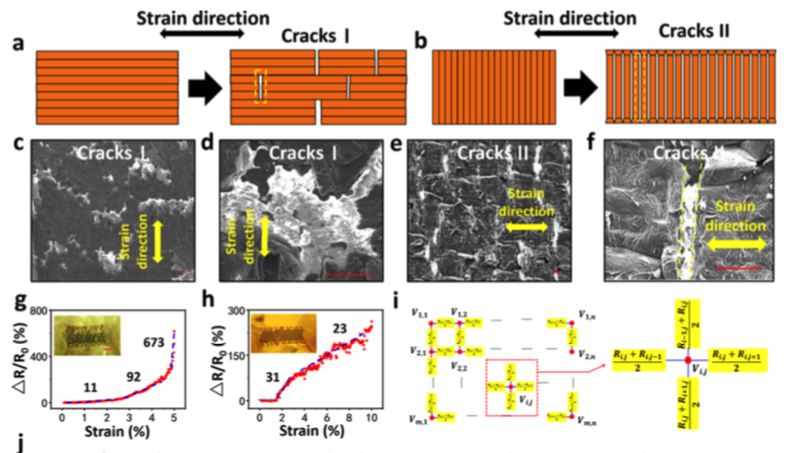 Strain direction
Strain direction
a
Cracks I
b
Cracks II
c
Cracks I
d
Cracks I
e
Cracks II
f
Cracks II
Strain direction
Strain direction
Strain direction
Strain direction
g
800
400
0
ΔR/R₀ (%)
11
92
673
0 1 2 3 4 5
Strain (%)
h
300
150
0
ΔR/R₀ (%)
31
23
0 2 4 6 8 10
Strain (%)
i
V₁,₁ V₁,₂ V₁,ₙ
V₂,₁ V₂,₂ V₂,ₙ
Vᵢ,ⱼ
Vₘ,₁ Vₘ,ₙ
(Rᵢ₋₁,ⱼ + Rᵢ,ⱼ)/2
(Rᵢ,ⱼ + Rᵢ,ⱼ₋₁)/2
(Rᵢ,ⱼ + Rᵢ,ⱼ₊₁)/2
Vᵢ,ⱼ
(Rᵢ,ⱼ + Rᵢ₊₁,ⱼ)/2
j